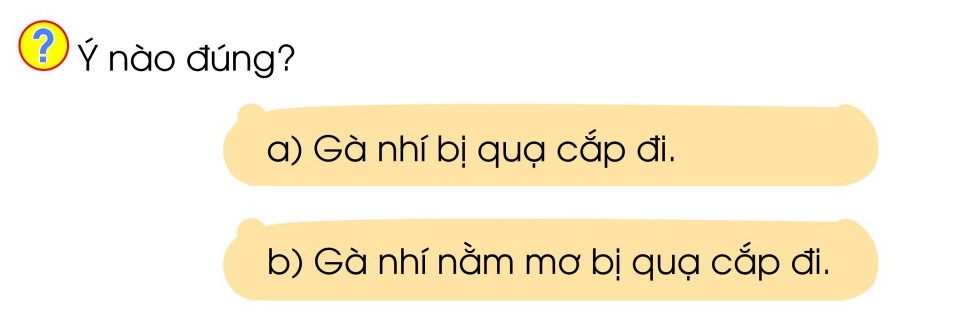 ? Ý nào đúng?
a) Gà nhí bị quạ cắp đi.
b) Gà nhí nằm mơ bị quạ cắp đi.